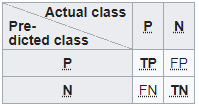 Actual class
Pre-
dicted class
P N
P TP FP
N FN TN